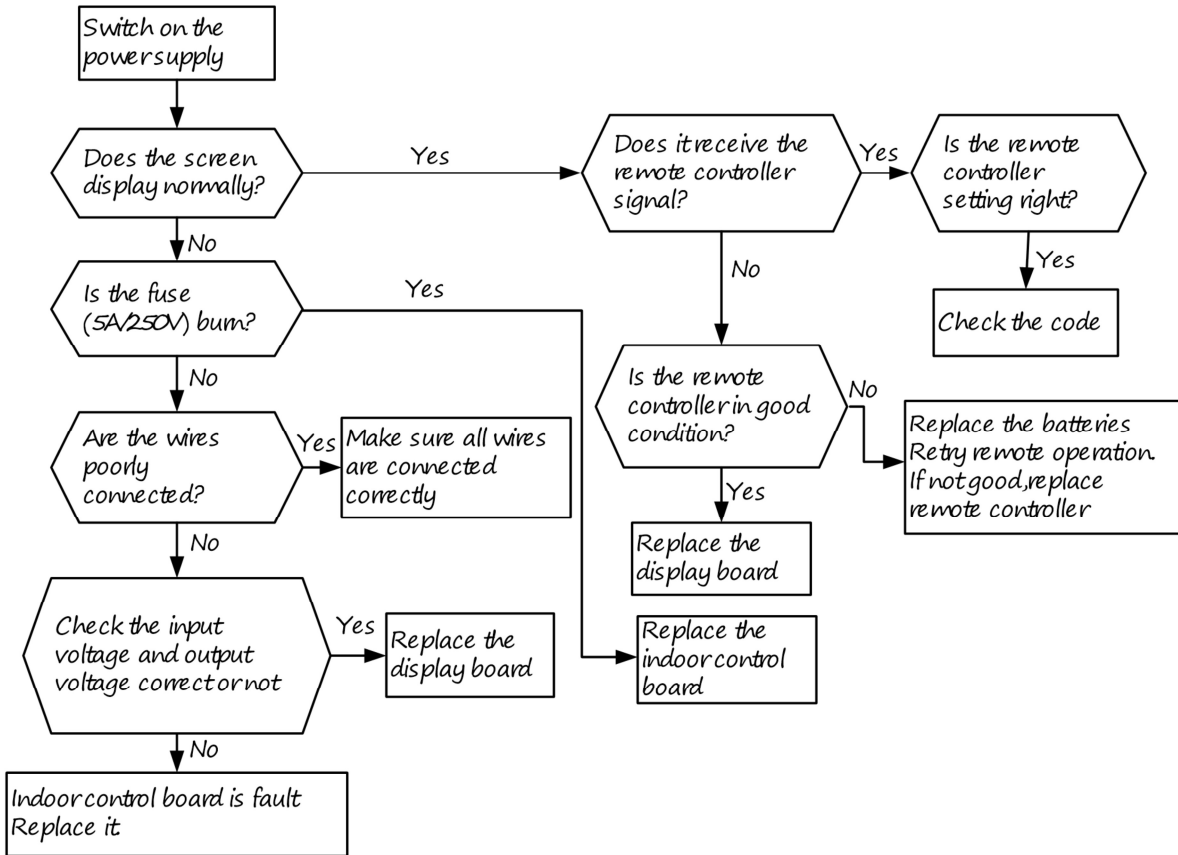 Switch on the
power supply
Does the screen
display normally?
Yes
Does it receive the
remote controller
signal?
Yes
Is the remote
controller
setting right?
No
No
Yes
Is the fuse
(5A/250V) burn?
Yes
Check the code
No
Is the remote
controller in good
condition?
No
Replace the batteries
Retry remote operation.
If not good,replace
remote controller
Are the wires
poorly
connected?
Yes
Make sure all wires
are connected
correctly
Yes
No
Replace the
display board
Check the input
voltage and output
voltage correct or not
Yes
Replace the
display board
Replace the
indoor control
board
No
Indoor control board is fault
Replace it.